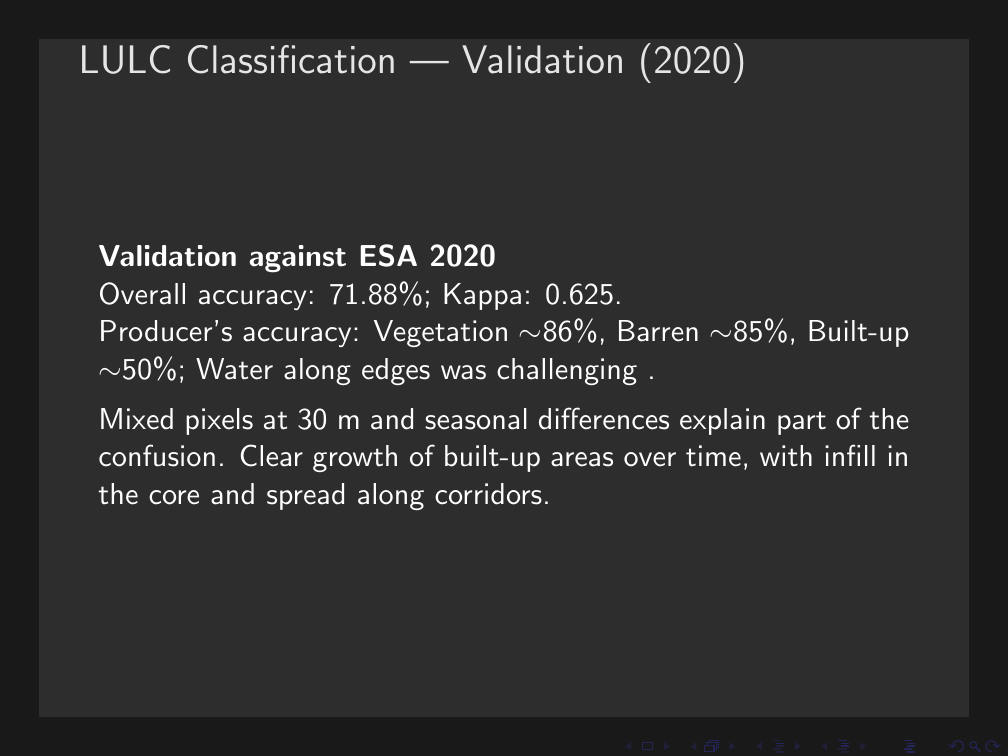 LULC Classification — Validation (2020)
Validation against ESA 2020
Overall accuracy: 71.88%; Kappa: 0.625.
Producer's accuracy: Vegetation ∼86%, Barren ∼85%, Built-up
∼50%; Water along edges was challenging .
Mixed pixels at 30 m and seasonal differences explain part of the
confusion. Clear growth of built-up areas over time, with infill in
the core and spread along corridors.